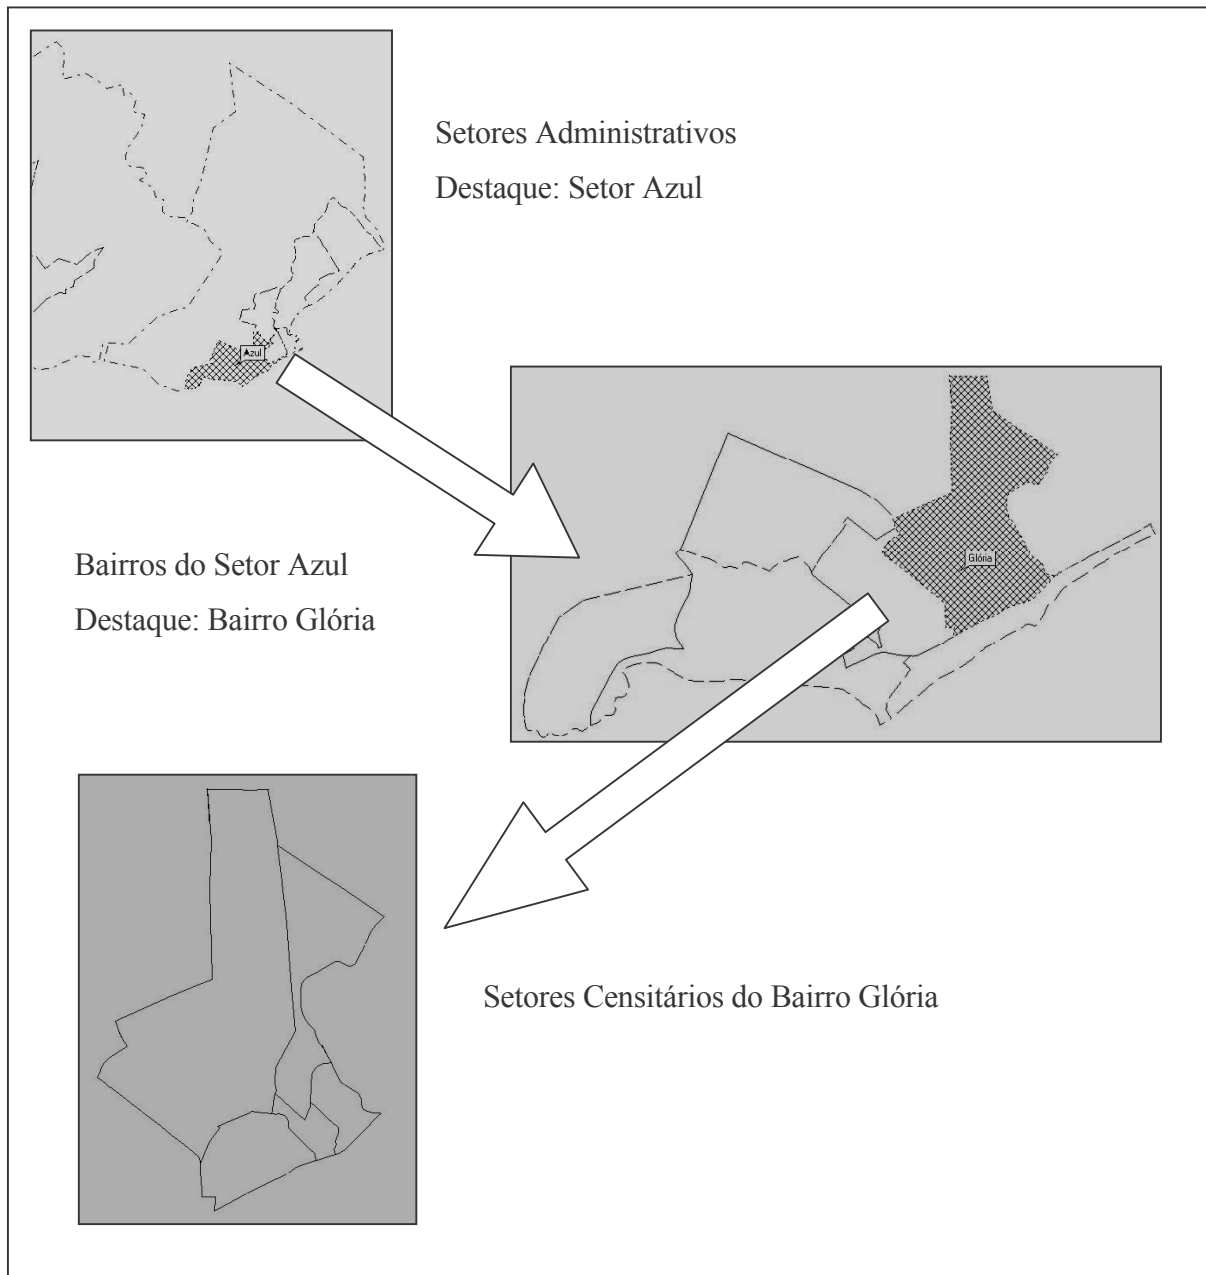 Setores Administrativos
Destaque: Setor Azul
Azul
Bairros do Setor Azul
Destaque: Bairro Glória
Glória
Setores Censitários do Bairro Glória